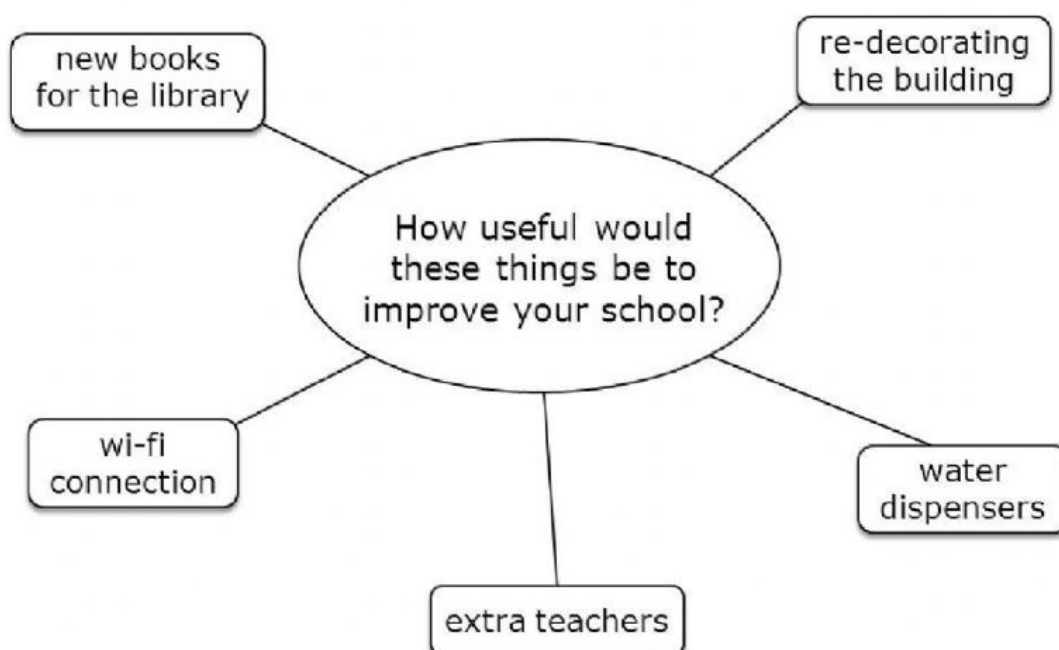 new books
for the library
re-decorating
the building
How useful would
these things be to
improve your school?
wi-fi
connection
water
dispensers
extra teachers